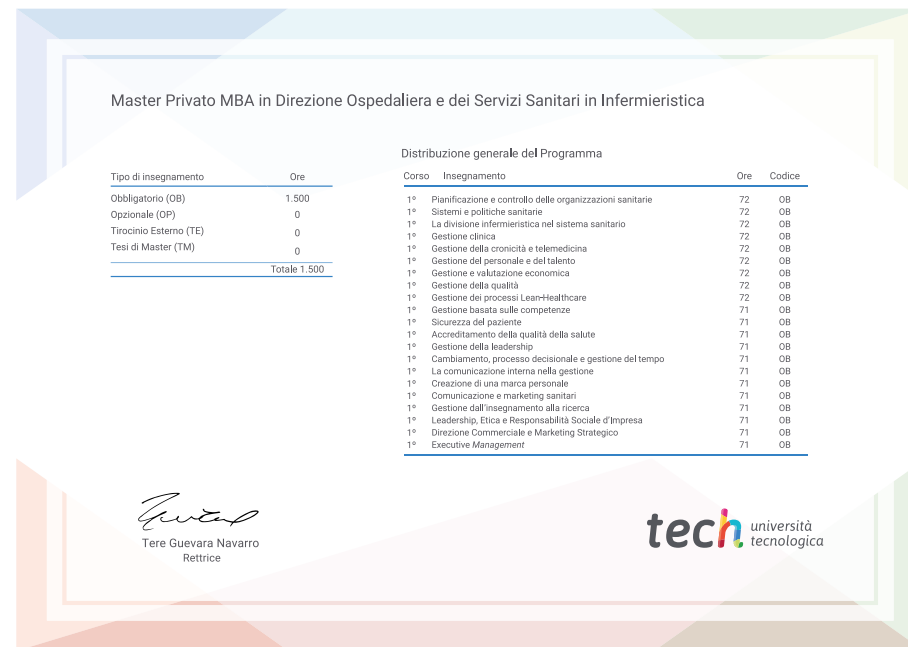 Master Privato MBA in Direzione Ospedaliera e dei Servizi Sanitari in Infermieristica
Tipo di insegnamento Ore
Obbligatorio (OB) 1.500
Opzionale (OP) 0
Tirocinio Esterno (TE) 0
Tesi di Master (TM) 0
Totale 1.500
Distribuzione generale del Programma
Corso Insegnamento Ore Codice
1º Pianificazione e controllo delle organizzazioni sanitarie 72 OB
1º Sistemi e politiche sanitarie 72 OB
1º La divisione infermieristica nel sistema sanitario 72 OB
1º Gestione clinica 72 OB
1º Gestione della cronicità e telemedicina 72 OB
1º Gestione del personale e del talento 72 OB
1º Gestione e valutazione economica 72 OB
1º Gestione della qualità 72 OB
1º Gestione dei processi Lean-Healthcare 72 OB
1º Gestione basata sulle competenze 71 OB
1º Sicurezza del paziente 71 OB
1º Accreditamento della qualità della salute 71 OB
1º Gestione della leadership 71 OB
1º Cambiamento, processo decisionale e gestione del tempo 71 OB
1º La comunicazione interna nella gestione 71 OB
1º Creazione di una marca personale 71 OB
1º Comunicazione e marketing sanitari 71 OB
1º Gestione dall'insegnamento alla ricerca 71 OB
1º Leadership, Etica e Responsabilità Sociale d'Impresa 71 OB
1º Direzione Commerciale e Marketing Strategico 71 OB
1º Executive Management 71 OB
Tere Guevara Navarro
Rettrice
tech università
tecnologica